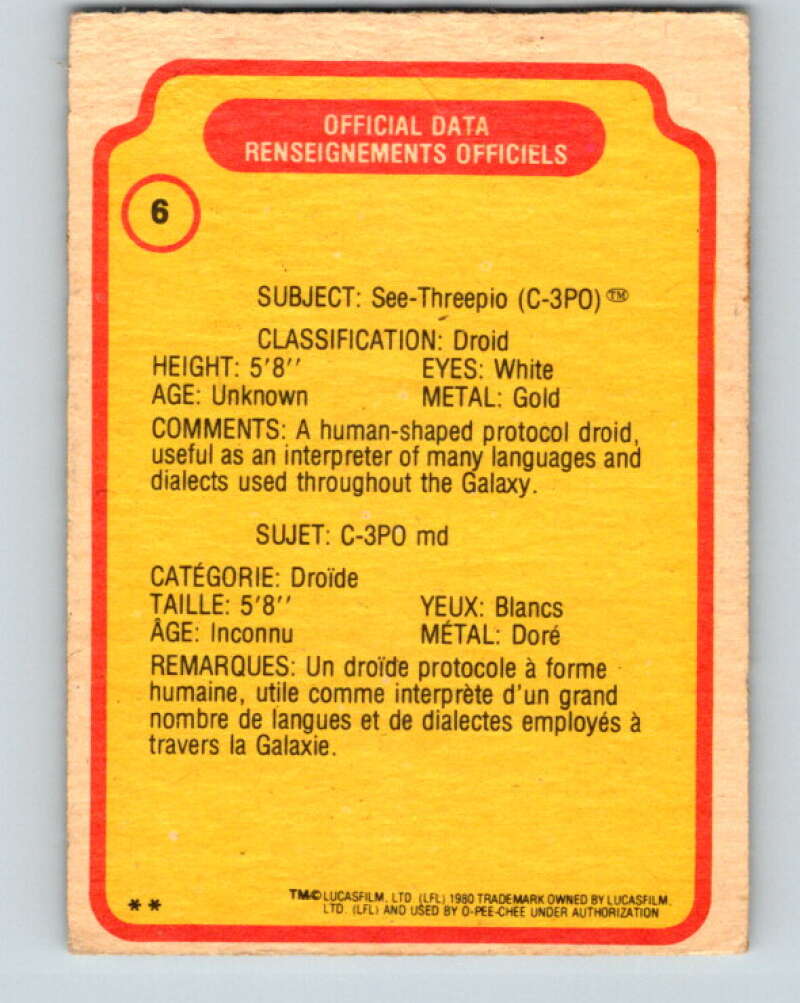 OFFICIAL DATA
RENSEIGNEMENTS OFFICIELS
6
SUBJECT: See-Threepio (C-3PO)™
CLASSIFICATION: Droid
HEIGHT: 5'8'' EYES: White
AGE: Unknown METAL: Gold
COMMENTS: A human-shaped protocol droid,
useful as an interpreter of many languages and
dialects used throughout the Galaxy.
SUJET: C-3PO md
CATÉGORIE: Droïde
TAILLE: 5'8'' YEUX: Blancs
ÂGE: Inconnu MÉTAL: Doré
REMARQUES: Un droïde protocole à forme
humaine, utile comme interprète d'un grand
nombre de langues et de dialectes employés à
travers la Galaxie.
** TM© LUCASFILM, LTD. (LFL) 1980 TRADEMARK OWNED BY LUCASFILM,
LTD. (LFL) AND USED BY O-PEE-CHEE UNDER AUTHORIZATION